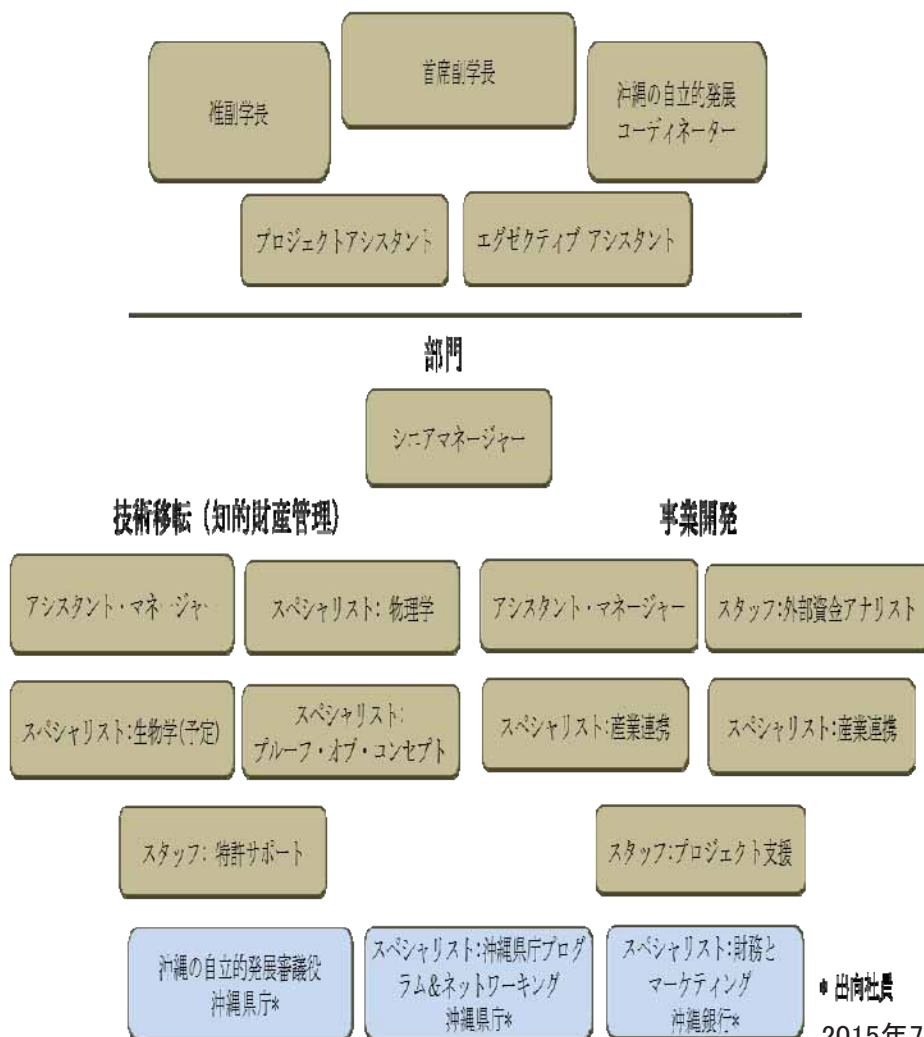 首席副学長
准副学長
沖縄の自立的発展
コーディネーター
プロジェクトアシスタント
エグゼクティブ アシスタント
部門
シニアマネージャー
技術移転（知的財産管理）
事業開発
アシスタント・マネージャー
スペシャリスト: 物理学
アシスタント・マネージャー
スタッフ:外部資金アナリスト
スペシャリスト:生物学(予定)
スペシャリスト:
プルーフ・オブ・コンセプト
スペシャリスト:産業連携
スペシャリスト:産業連携
スタッフ: 特許サポート
スタッフ:プロジェクト支援
沖縄の自立的発展審議役
沖縄県庁*
スペシャリスト:沖縄県庁プログ
ラム&ネットワーキング
沖縄県庁*
スペシャリスト:財務と
マーケティング
沖縄銀行*
* 出向社員
2015年7